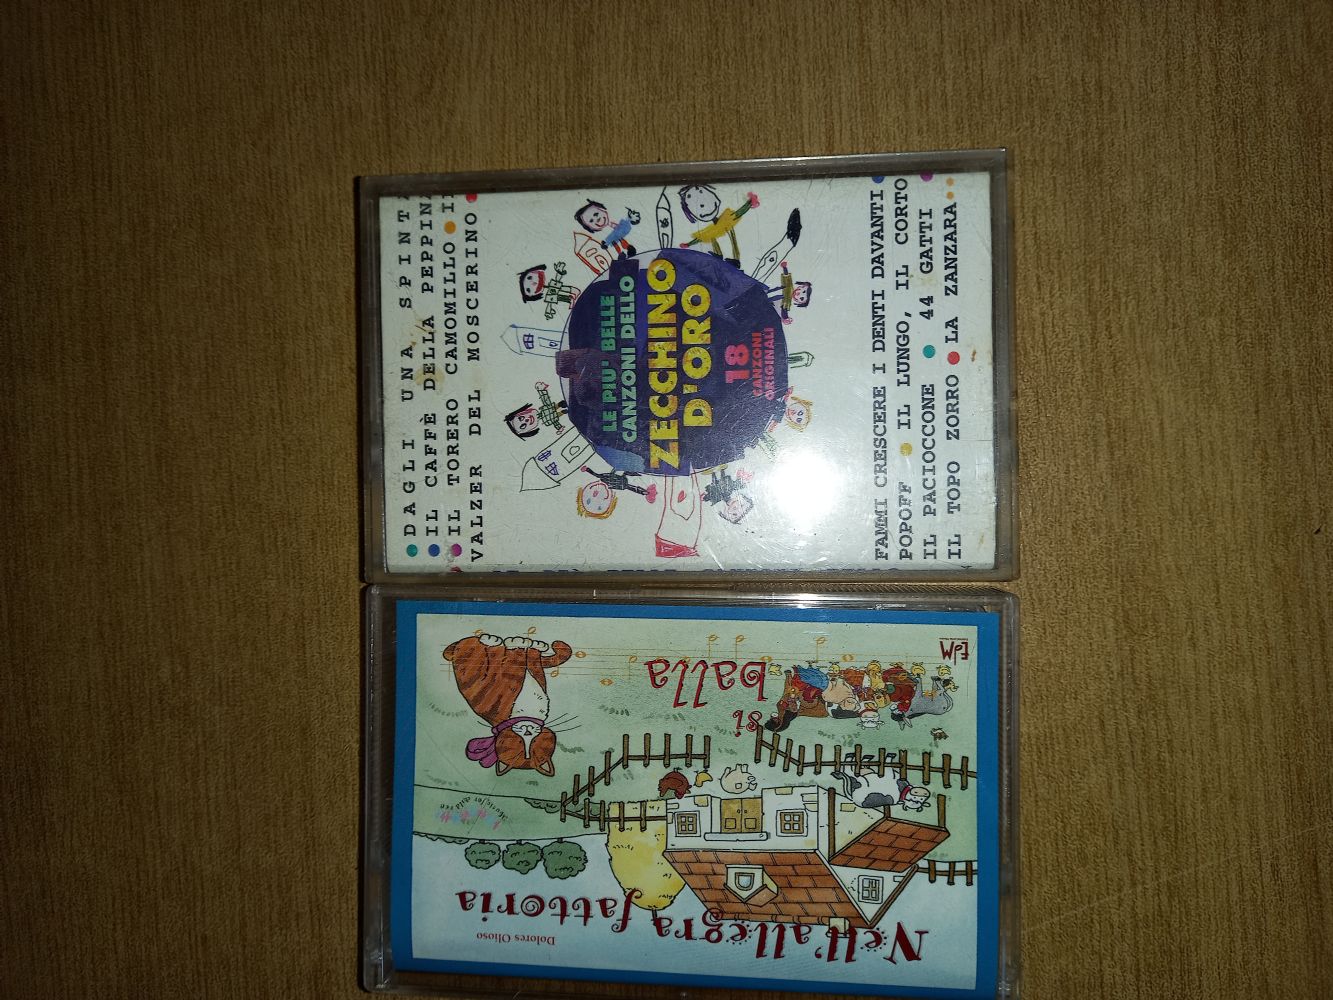 DAGLI UNA SPINT
IL CAFFÈ DELLA PEPPIN
IL TORERO CAMOMILLO IL
VALZER DEL MOSCERINO
LE PIU' BELLE
CANZONI DELLO
ZECCHINO
D'ORO
18
CANZONI
ORIGINALI
FAMMI CRESCERE I DENTI DAVANTI
POPOFF IL LUNGO, IL CORTO
IL PACIOCCONE 44 GATTI
IL TOPO ZORRO LA ZANZARA
Dolores Olioso
Nell'allegra fattoria
si
balla
EdM